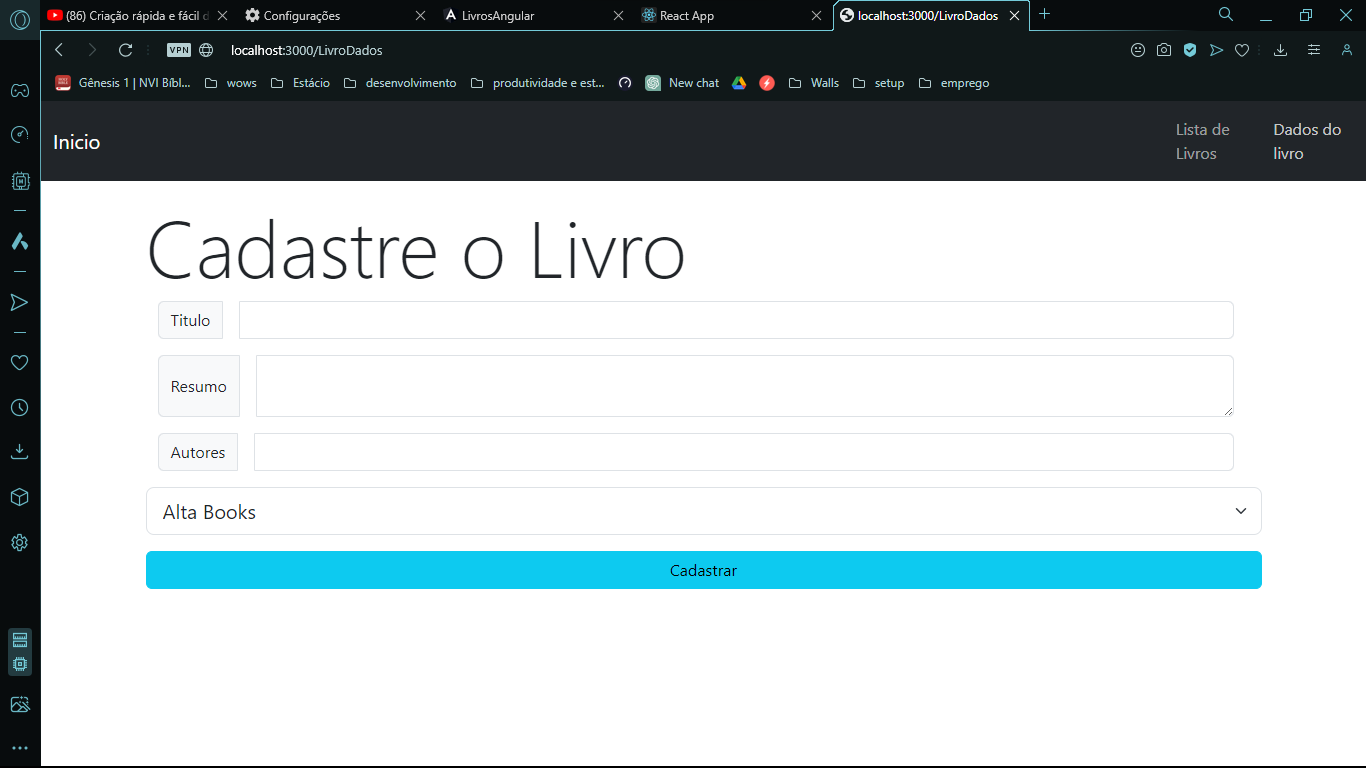 (86) Criação rápida e fácil d
Configurações
LivrosAngular
React App
localhost:3000/LivroDados
VPN
localhost:3000/LivroDados
Gênesis 1 | NVI Bíbl...
wows
Estácio
desenvolvimento
produtividade e est...
New chat
Walls
setup
emprego
Inicio
Lista de
Livros
Dados do
livro
Cadastre o Livro
Titulo
Resumo
Autores
Alta Books
Cadastrar